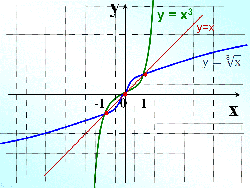 y
y = x³
y=x
y = ∛x
-1 0 1 x